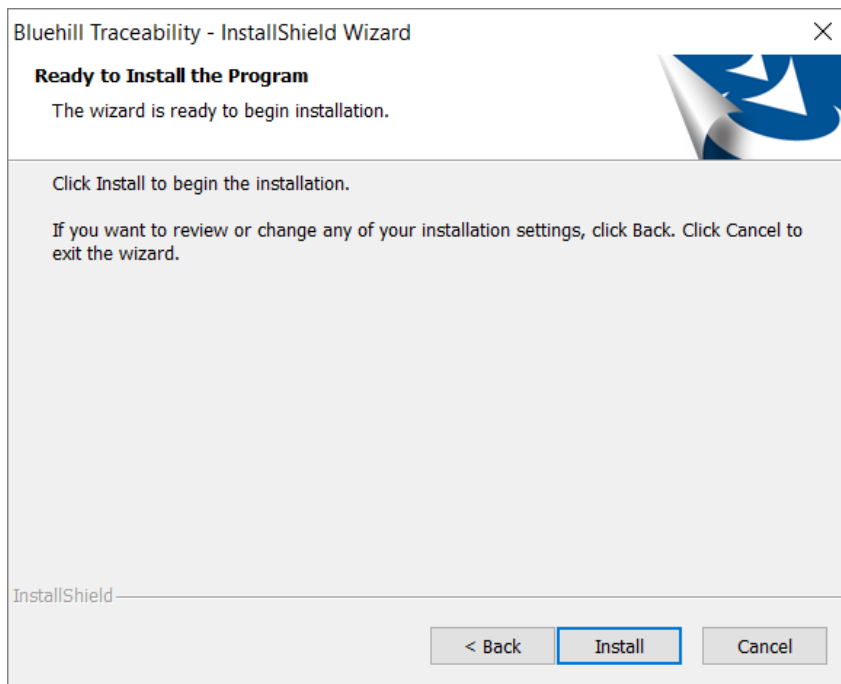 Bluehill Traceability - InstallShield Wizard
Ready to Install the Program
The wizard is ready to begin installation.
Click Install to begin the installation.
If you want to review or change any of your installation settings, click Back. Click Cancel to
exit the wizard.
InstallShield
< Back
Install
Cancel